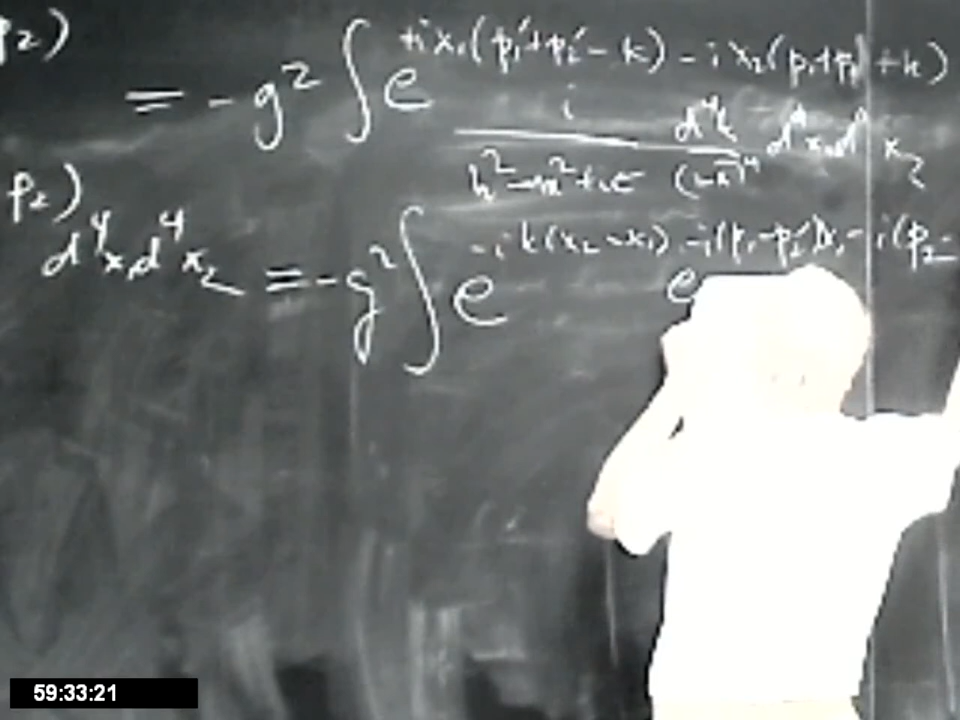 p₂)
= -g² ∫ e^{+ix₁(p₁'+p₂'-k) - ix₂(p₁+p₂+k)}
i/(k²-m²+iε) d⁴k/(2π)⁴ d⁴x₁d⁴x₂
p₂)
d⁴x₁d⁴x₂ = -g² ∫ e^{-ik(x₂-x₁)} e^{-i(p₁-p₂')x₁-i(p₂-
59:33:21